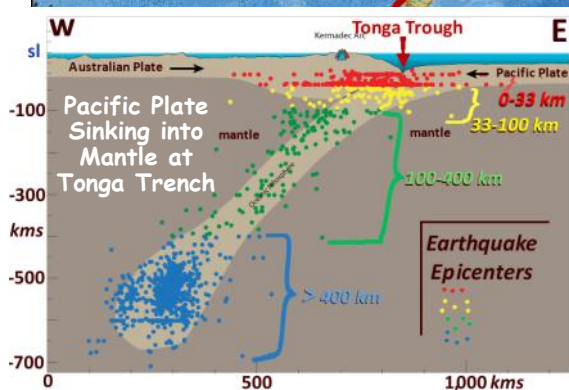 W
Kermadec Arc
Tonga Trough
E
sl
Australian Plate
Pacific Plate
0-33 km
-100
Pacific Plate
Sinking into
Mantle at
Tonga Trench
mantle
mantle
33-100 km
100-400 km
-300
kms
-500
> 400 km
Earthquake
Epicenters
-700
0
500
1,000 kms